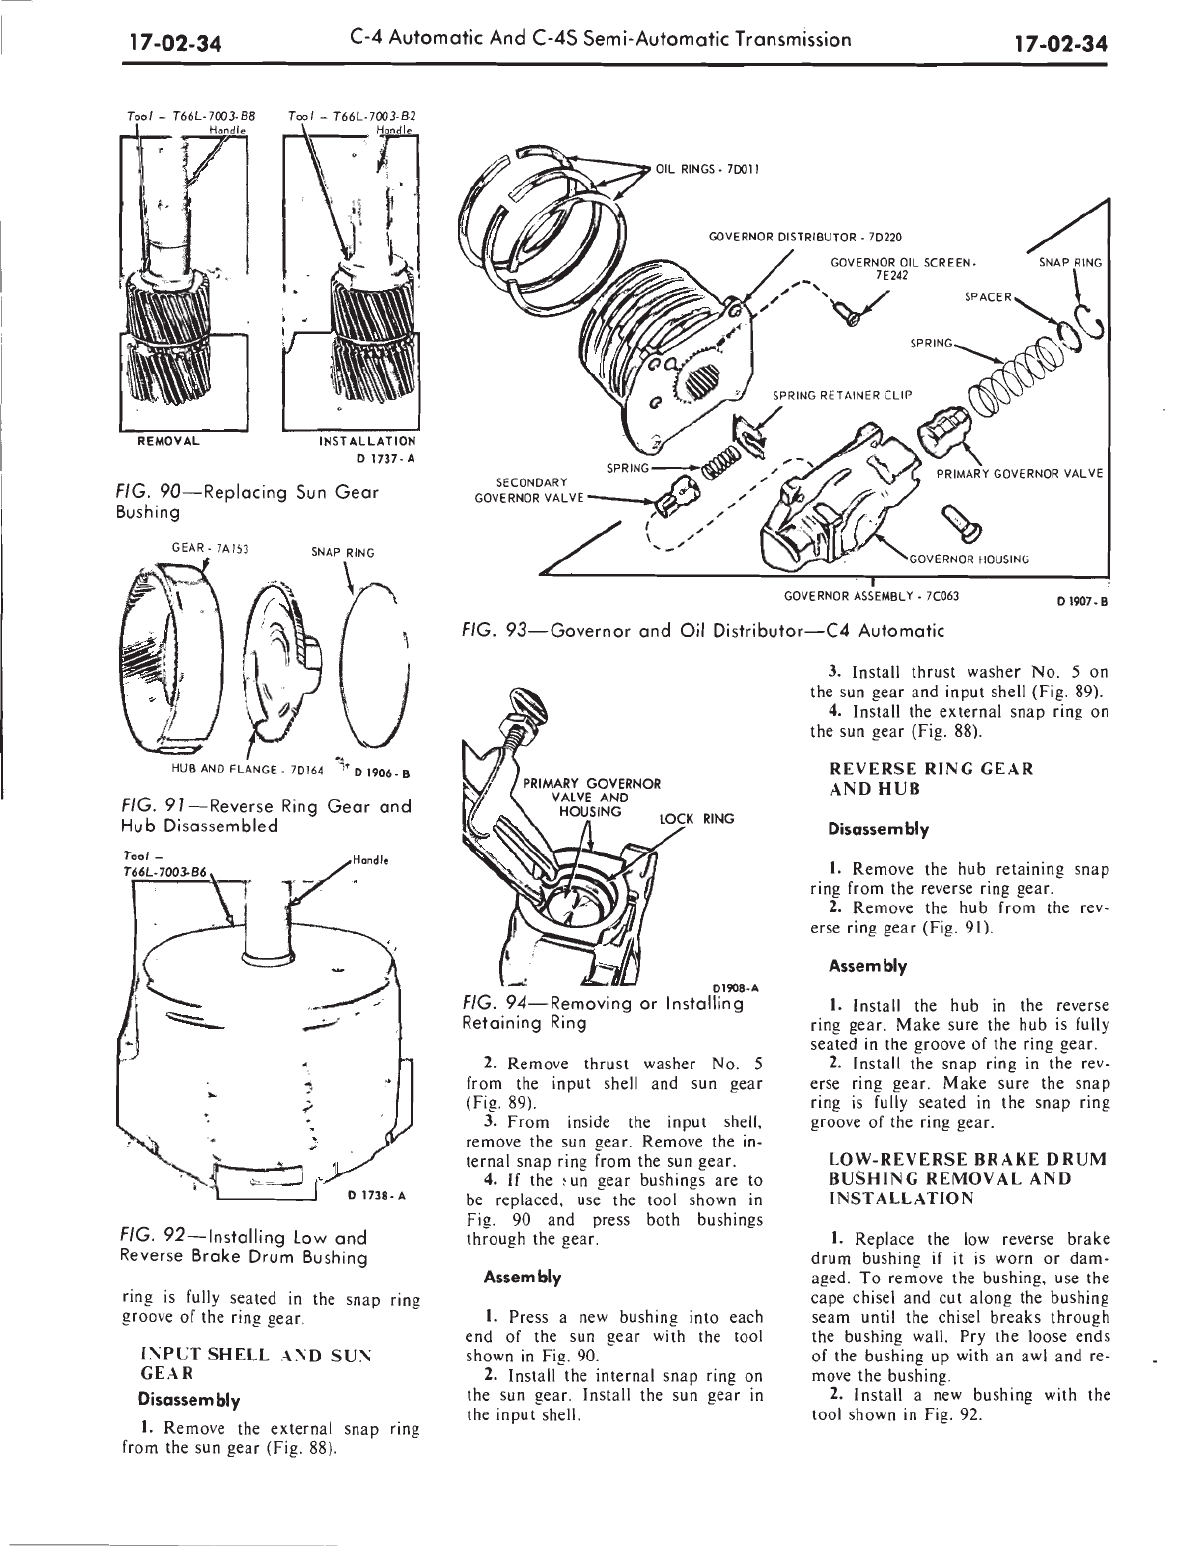 17-02-34
C-4 Automatic And C-4S Semi-Automatic Transmission
17-02-34
Tool - T66L-7003-B8
Handle
Tool - T66L-7003-B2
Handle
REMOVAL
INSTALLATION
D 1737-A
FIG. 90—Replacing Sun Gear
Bushing
GEAR - 7A153
SNAP RING
HUB AND FLANGE - 7D164
D 1906-B
FIG. 91—Reverse Ring Gear and
Hub Disassembled
Tool -
T66L-7003-B6
Handle
D 1738-A
FIG. 92—Installing Low and
Reverse Brake Drum Bushing
ring is fully seated in the snap ring
groove of the ring gear.
INPUT SHELL AND SUN
GEAR
Disassembly
1. Remove the external snap ring
from the sun gear (Fig. 88).
OIL RINGS - 7D011
GOVERNOR DISTRIBUTOR - 7D220
GOVERNOR OIL SCREEN-
7E242
SNAP RING
SPACER
SPRING
SPRING RETAINER CLIP
SPRING
SECONDARY
GOVERNOR VALVE
PRIMARY GOVERNOR VALVE
GOVERNOR HOUSING
GOVERNOR ASSEMBLY - 7C063
D 1907-B
FIG. 93—Governor and Oil Distributor—C4 Automatic
PRIMARY GOVERNOR
VALVE AND
HOUSING
LOCK RING
D1908-A
FIG. 94—Removing or Installing
Retaining Ring
2. Remove thrust washer No. 5
from the input shell and sun gear
(Fig. 89).
3. From inside the input shell,
remove the sun gear. Remove the in-
ternal snap ring from the sun gear.
4. If the sun gear bushings are to
be replaced, use the tool shown in
Fig. 90 and press both bushings
through the gear.
Assembly
1. Press a new bushing into each
end of the sun gear with the tool
shown in Fig. 90.
2. Install the internal snap ring on
the sun gear. Install the sun gear in
the input shell.
3. Install thrust washer No. 5 on
the sun gear and input shell (Fig. 89).
4. Install the external snap ring on
the sun gear (Fig. 88).
REVERSE RING GEAR
AND HUB
Disassembly
1. Remove the hub retaining snap
ring from the reverse ring gear.
2. Remove the hub from the rev-
erse ring gear (Fig. 91).
Assembly
1. Install the hub in the reverse
ring gear. Make sure the hub is fully
seated in the groove of the ring gear.
2. Install the snap ring in the rev-
erse ring gear. Make sure the snap
ring is fully seated in the snap ring
groove of the ring gear.
LOW-REVERSE BRAKE DRUM
BUSHING REMOVAL AND
INSTALLATION
1. Replace the low reverse brake
drum bushing if it is worn or dam-
aged. To remove the bushing, use the
cape chisel and cut along the bushing
seam until the chisel breaks through
the bushing wall. Pry the loose ends
of the bushing up with an awl and re-
move the bushing.
2. Install a new bushing with the
tool shown in Fig. 92.